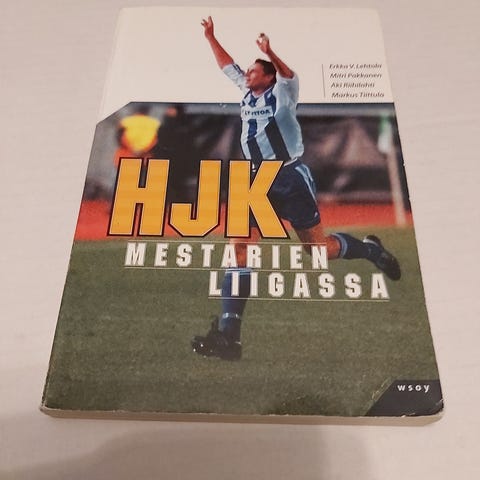 Erkka V. Lehtola
Mitri Pakkanen
Aki Riihilahti
Markus Tiittula
HJK
MESTARIEN
LIIGASSA
wsoy